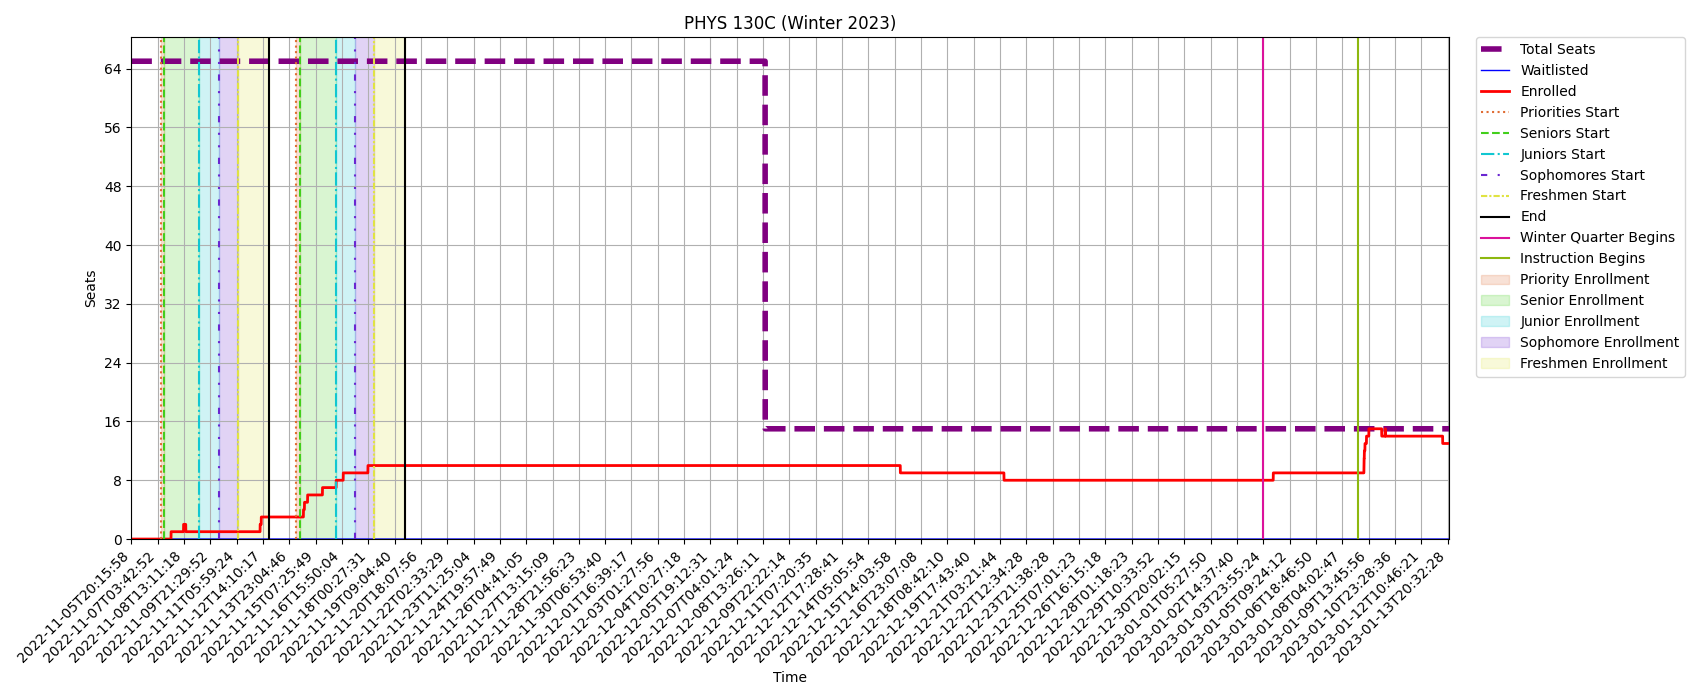 PHYS 130C (Winter 2023)
Seats
64
56
48
40
32
24
16
8
0
2022-11-05T20:15:58
2022-11-07T03:42:52
2022-11-08T13:11:18
2022-11-09T21:29:52
2022-11-11T05:59:24
2022-11-12T14:10:17
2022-11-13T23:04:46
2022-11-15T07:25:49
2022-11-16T15:50:04
2022-11-18T00:27:31
2022-11-19T09:04:40
2022-11-20T18:07:56
2022-11-22T02:33:29
2022-11-23T11:25:04
2022-11-24T19:57:49
2022-11-26T04:41:05
2022-11-27T13:15:09
2022-11-28T21:56:23
2022-11-30T06:53:40
2022-12-01T16:39:17
2022-12-03T01:27:56
2022-12-04T10:27:18
2022-12-05T19:12:31
2022-12-07T04:01:24
2022-12-08T13:26:11
2022-12-09T22:22:14
2022-12-11T07:20:35
2022-12-12T17:28:41
2022-12-14T05:05:54
2022-12-15T14:03:58
2022-12-16T23:07:08
2022-12-18T08:42:10
2022-12-19T17:43:40
2022-12-21T03:21:44
2022-12-22T12:34:28
2022-12-23T21:38:28
2022-12-25T07:01:23
2022-12-26T16:15:18
2022-12-28T01:18:23
2022-12-29T10:33:52
2022-12-30T20:02:15
2023-01-01T05:27:50
2023-01-02T14:37:40
2023-01-03T23:55:24
2023-01-05T09:24:12
2023-01-06T18:46:50
2023-01-08T04:02:47
2023-01-09T13:45:56
2023-01-10T23:28:36
2023-01-12T10:46:21
2023-01-13T20:32:28
Time
Total Seats
Waitlisted
Enrolled
Priorities Start
Seniors Start
Juniors Start
Sophomores Start
Freshmen Start
End
Winter Quarter Begins
Instruction Begins
Priority Enrollment
Senior Enrollment
Junior Enrollment
Sophomore Enrollment
Freshmen Enrollment